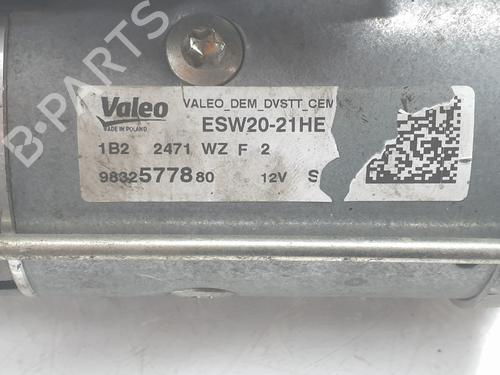 B-PARTS
Valeo
MADE IN POLAND
VALEO_DEM_DVSTT_CEM
ESW20-21HE
1B2 2471 WZ F 2
9832577880 12V S